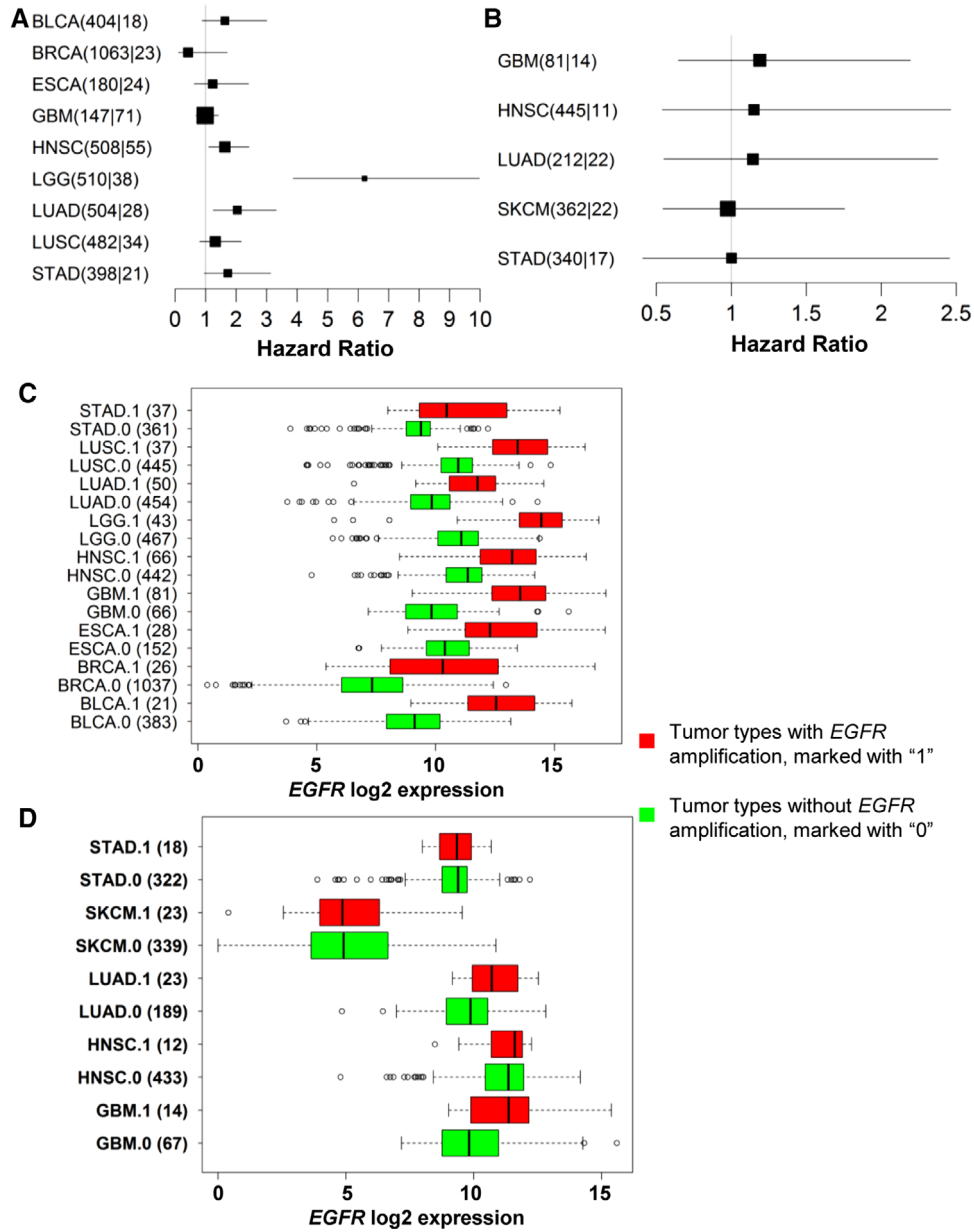 A
BLCA(404|18)
BRCA(1063|23)
ESCA(180|24)
GBM(147|71)
HNSC(508|55)
LGG(510|38)
LUAD(504|28)
LUSC(482|34)
STAD(398|21)
0 1 2 3 4 5 6 7 8 9 10
Hazard Ratio
B
GBM(81|14)
HNSC(445|11)
LUAD(212|22)
SKCM(362|22)
STAD(340|17)
0.5 1 1.5 2 2.5
Hazard Ratio
C
STAD.1 (37)
STAD.0 (361)
LUSC.1 (37)
LUSC.0 (445)
LUAD.1 (50)
LUAD.0 (454)
LGG.1 (43)
LGG.0 (467)
HNSC.1 (66)
HNSC.0 (442)
GBM.1 (81)
GBM.0 (66)
ESCA.1 (28)
ESCA.0 (152)
BRCA.1 (26)
BRCA.0 (1037)
BLCA.1 (21)
BLCA.0 (383)
0 5 10 15
EGFR log2 expression
Tumor types with EGFR
amplification, marked with “1”
Tumor types without EGFR
amplification, marked with “0”
D
STAD.1 (18)
STAD.0 (322)
SKCM.1 (23)
SKCM.0 (339)
LUAD.1 (23)
LUAD.0 (189)
HNSC.1 (12)
HNSC.0 (433)
GBM.1 (14)
GBM.0 (67)
0 5 10 15
EGFR log2 expression